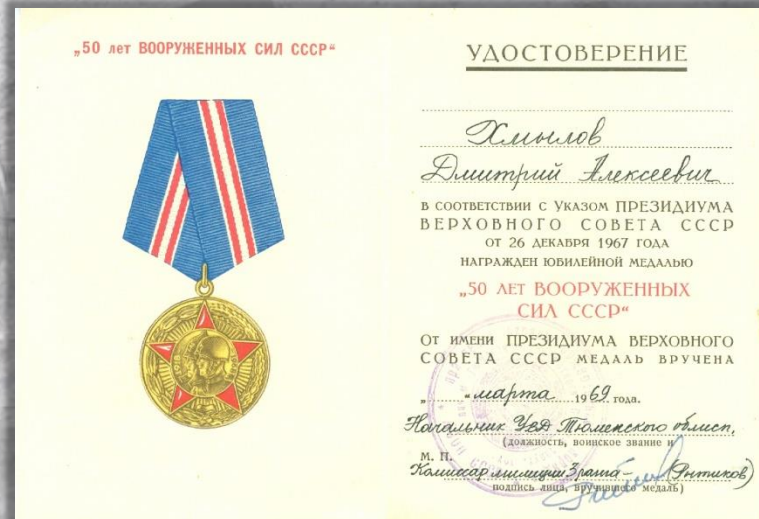 „50 лет ВООРУЖЕННЫХ СИЛ СССР“
УДОСТОВЕРЕНИЕ
Хмылов
Дмитрий Алексеевич
В СООТВЕТСТВИИ С УКАЗОМ ПРЕЗИДИУМА
ВЕРХОВНОГО СОВЕТА СССР
ОТ 26 ДЕКАБРЯ 1967 ГОДА
НАГРАЖДЕН ЮБИЛЕЙНОЙ МЕДАЛЬЮ
„50 ЛЕТ ВООРУЖЕННЫХ
СИЛ СССР“
ОТ ИМЕНИ ПРЕЗИДИУМА ВЕРХОВНОГО
СОВЕТА СССР МЕДАЛЬ ВРУЧЕНА
„ “ марта 1969 года.
Начальник УВД Тюменского облисп.
(должность, воинское звание и
М. П.
Комиссар милиции 3 ранга
подпись лица, вручившего медаль)